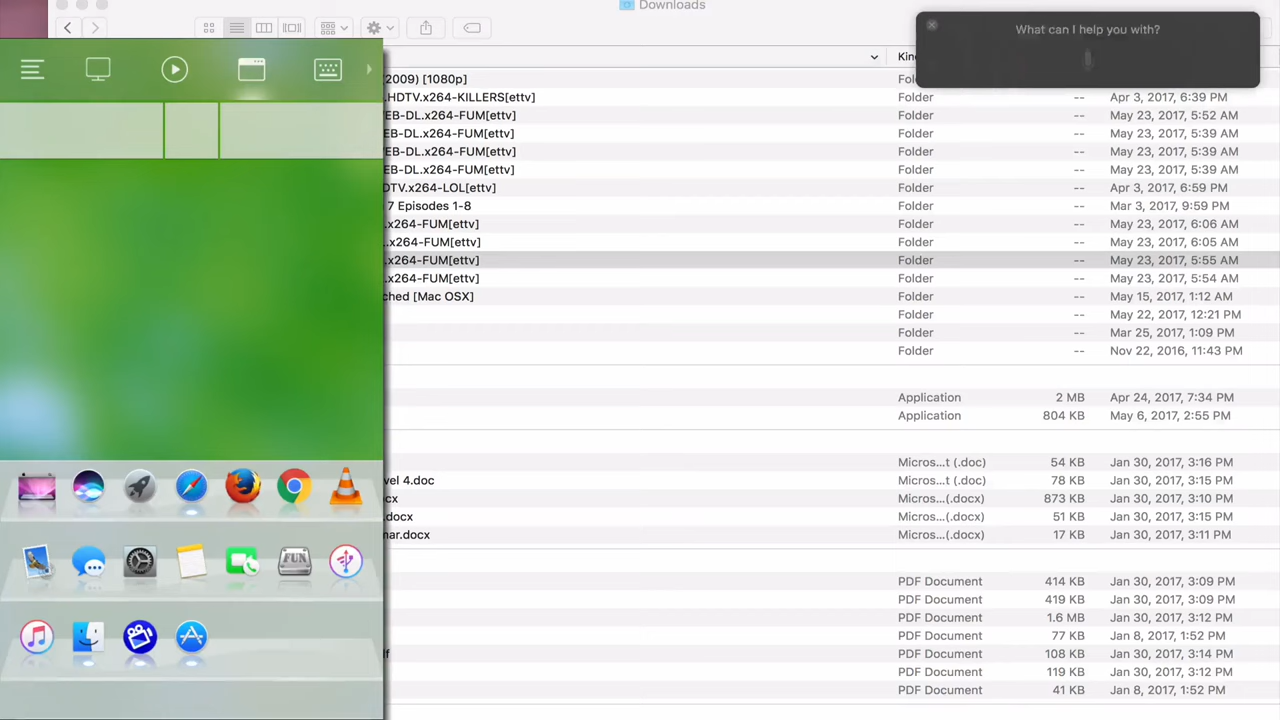 Downloads
What can I help you with?
Kin
(2009) [1080p]
.HDTV.x264-KILLERS[ettv] Folder -- Apr 3, 2017, 6:39 PM
EB-DL.x264-FUM[ettv] Folder -- May 23, 2017, 5:52 AM
EB-DL.x264-FUM[ettv] Folder -- May 23, 2017, 5:39 AM
EB-DL.x264-FUM[ettv] Folder -- May 23, 2017, 5:39 AM
EB-DL.x264-FUM[ettv] Folder -- May 23, 2017, 5:39 AM
DTV.x264-LOL[ettv] Folder -- Apr 3, 2017, 6:59 PM
7 Episodes 1-8 Folder -- Mar 3, 2017, 9:59 PM
.x264-FUM[ettv] Folder -- May 23, 2017, 6:06 AM
.x264-FUM[ettv] Folder -- May 23, 2017, 6:05 AM
.x264-FUM[ettv] Folder -- May 23, 2017, 5:55 AM
.x264-FUM[ettv] Folder -- May 23, 2017, 5:54 AM
ched [Mac OSX] Folder -- May 15, 2017, 1:12 AM
Folder -- May 22, 2017, 12:21 PM
Folder -- Mar 25, 2017, 1:09 PM
Folder -- Nov 22, 2016, 11:43 PM
Application 2 MB Apr 24, 2017, 7:34 PM
Application 804 KB May 6, 2017, 2:55 PM
Micros...t (.doc) 54 KB Jan 30, 2017, 3:16 PM
vel 4.doc Micros...t (.doc) 78 KB Jan 30, 2017, 3:15 PM
cx Micros...(.docx) 873 KB Jan 30, 2017, 3:10 PM
.docx Micros...(.docx) 51 KB Jan 30, 2017, 3:15 PM
mar.docx Micros...(.docx) 17 KB Jan 30, 2017, 3:11 PM
FUN
PDF Document 414 KB Jan 30, 2017, 3:09 PM
PDF Document 419 KB Jan 30, 2017, 3:09 PM
PDF Document 1.6 MB Jan 30, 2017, 3:12 PM
PDF Document 77 KB Jan 8, 2017, 1:52 PM
f PDF Document 108 KB Jan 30, 2017, 3:14 PM
PDF Document 119 KB Jan 30, 2017, 3:12 PM
PDF Document 41 KB Jan 8, 2017, 1:52 PM